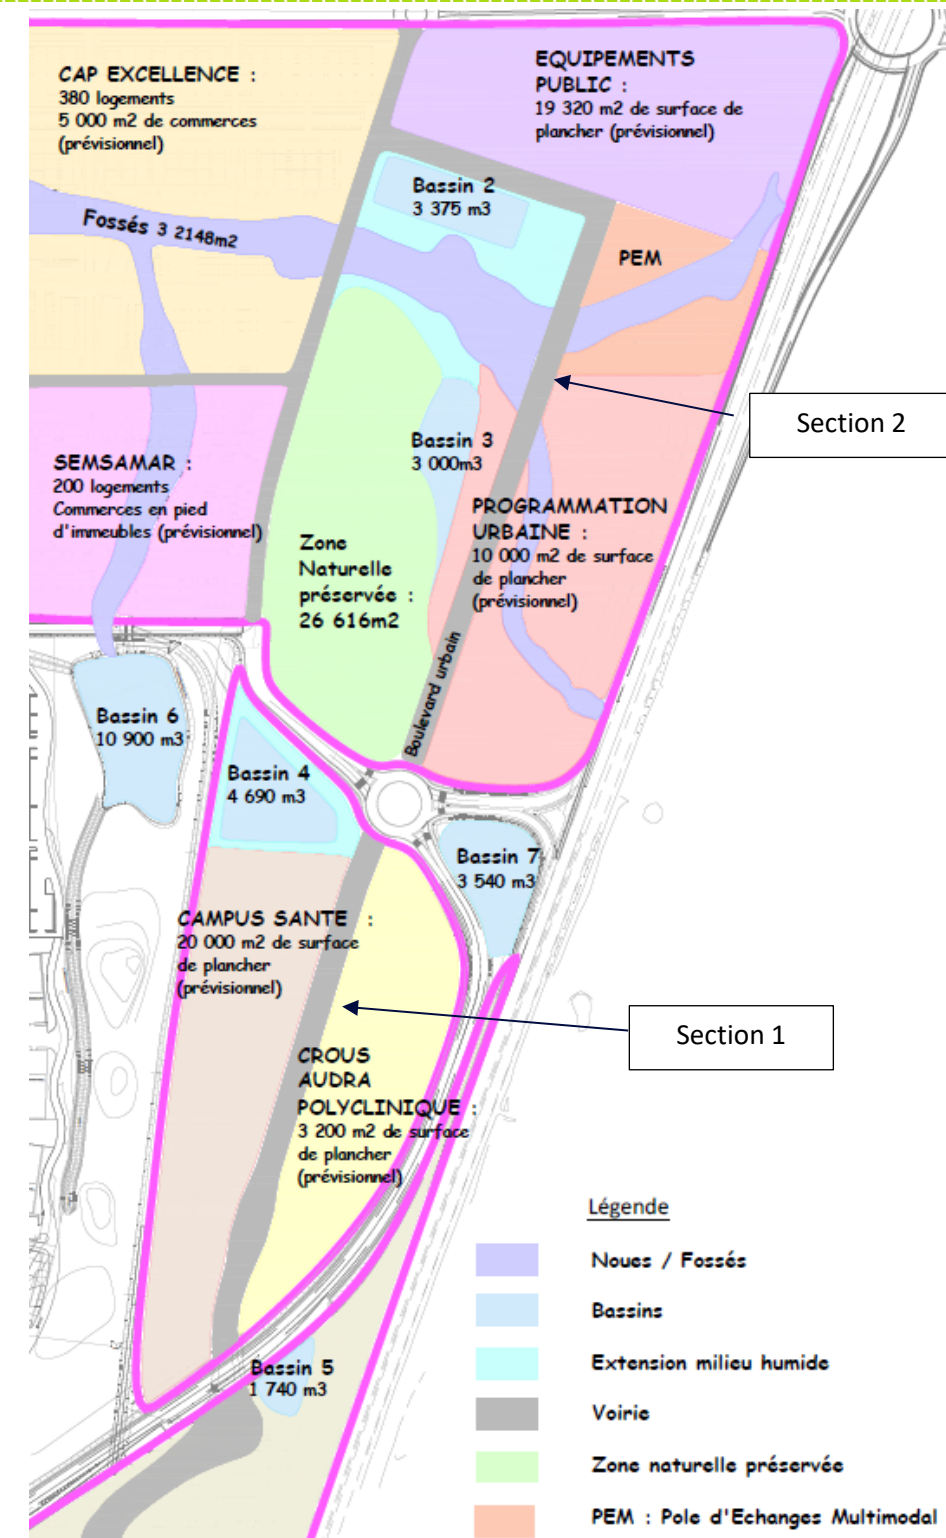 CAP EXCELLENCE :
380 logements
5 000 m2 de commerces
(prévisionnel)
EQUIPEMENTS
PUBLIC :
19 320 m2 de surface de
plancher (prévisionnel)
Bassin 2
3 375 m3
Fossés 3 2148m2
PEM
Section 2
Bassin 3
3 000m3
SEMSAMAR :
200 logements
Commerces en pied
d'immeubles (prévisionnel)
PROGRAMMATION
URBAINE :
10 000 m2 de surface
de plancher
(prévisionnel)
Zone
Naturelle
préservée :
26 616m2
Boulevard urbain
Bassin 6
10 900 m3
Bassin 4
4 690 m3
Bassin 7
3 540 m3
CAMPUS SANTE :
20 000 m2 de surface
de plancher
(prévisionnel)
Section 1
CROUS
AUDRA
POLYCLINIQUE :
3 200 m2 de surface
de plancher
(prévisionnel)
Bassin 5
1 740 m3
Légende
Noues / Fossés
Bassins
Extension milieu humide
Voirie
Zone naturelle préservée
PEM : Pole d'Echanges Multimodal